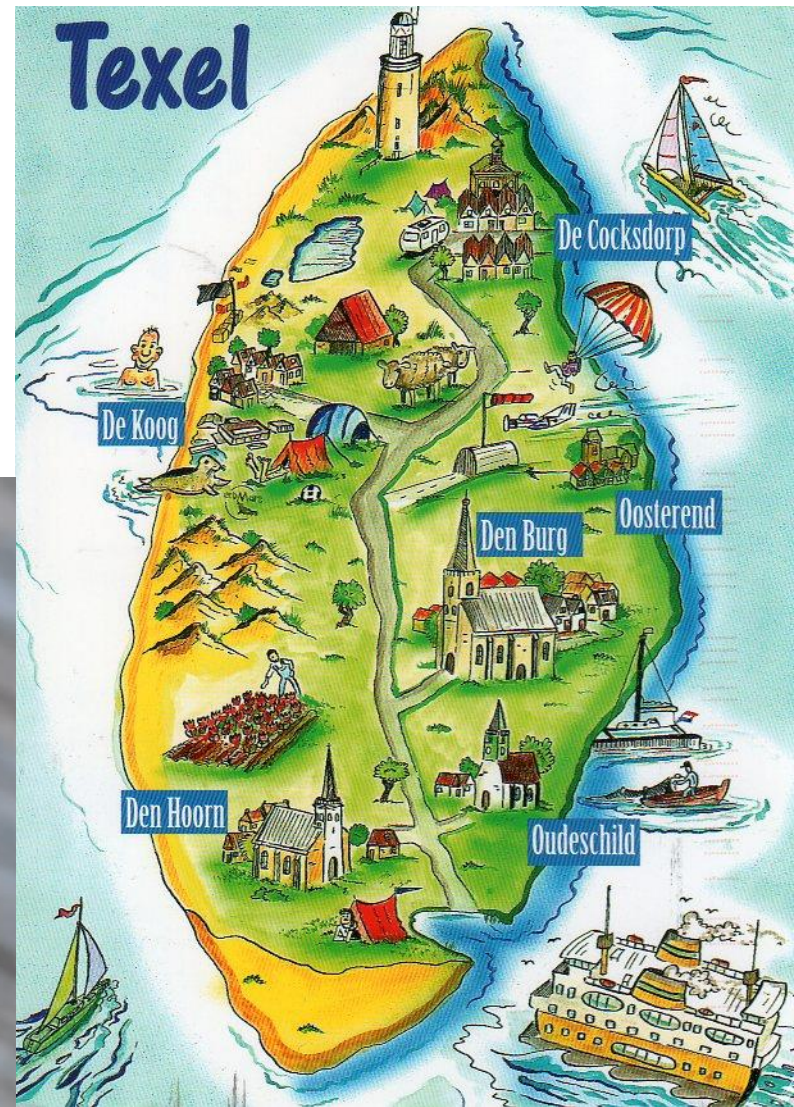 Texel
De Cocksdorp
De Koog
Oosterend
Den Burg
Den Hoorn
Oudeschild